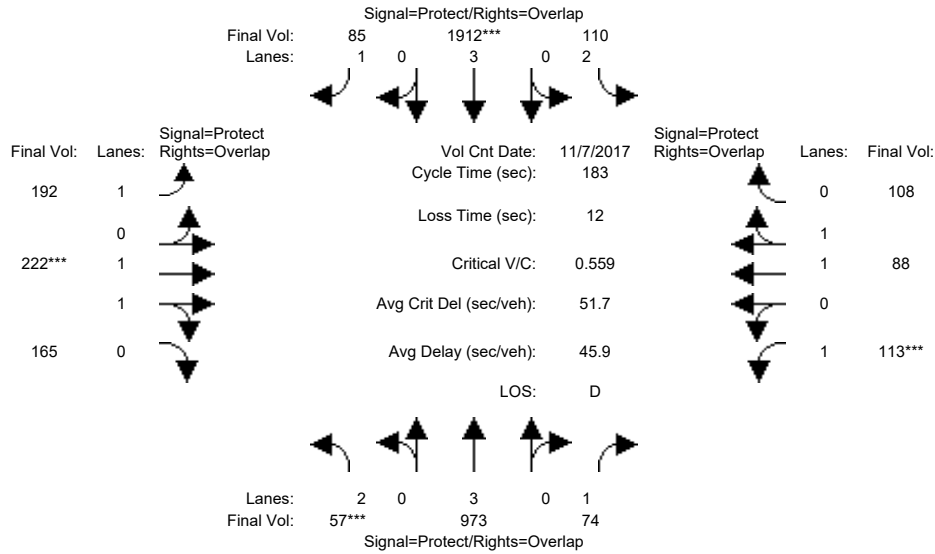 Signal=Protect/Rights=Overlap
Final Vol: 85 1912*** 110
Lanes: 1 0 3 0 2
Signal=Protect
Final Vol: Lanes: Rights=Overlap
Vol Cnt Date: 11/7/2017
Signal=Protect
Rights=Overlap Lanes: Final Vol:
Cycle Time (sec): 183
192 1 0 108
Loss Time (sec): 12
0 1
222*** 1 Critical V/C: 0.559 1 88
1 Avg Crit Del (sec/veh): 51.7 0
165 0 Avg Delay (sec/veh): 45.9 1 113***
LOS: D
Lanes: 2 0 3 0 1
Final Vol: 57*** 973 74
Signal=Protect/Rights=Overlap